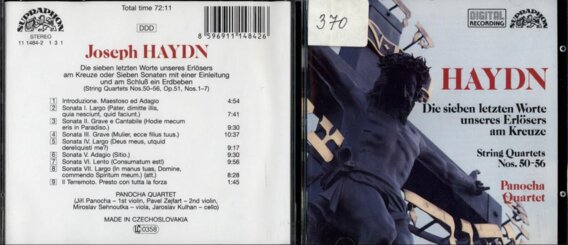 SUPRAPHON
STEREO
11 1484-2 1 3 1
Total time 72:11
DDD
8 596911 148426
Joseph HAYDN
Die sieben letzten Worte unseres Erlösers
am Kreuze oder Sieben Sonaten mit einer Einleitung
und am Schluß ein Erdbeben
(String Quartets Nos.50–56, Op.51, Nos.1–7)
1 Introduzione. Maestoso ed Adagio 4:54
2 Sonata I. Largo (Pater, dimitte illis,
quia nesciunt, quid faciunt.) 7:41
3 Sonata II. Grave e Cantabile (Hodie mecum
eris in Paradiso.) 9:30
4 Sonata III. Grave (Mulier, ecce filius tuus.) 10:37
5 Sonata IV. Largo (Deus meus, utquid
dereliquisti me?) 9:17
6 Sonata V. Adagio (Sitio.) 9:30
7 Sonata VI. Lento (Consumatum est!) 9:56
8 Sonata VII. Largo (In manus tuas, Domine,
commendo Spiritum meum.) (att.) 8:28
9 Il Terremoto. Presto con tutta la forza 1:45
PANOCHA QUARTET
(Jiří Panocha – 1st violin, Pavel Zejfart – 2nd violin,
Miroslav Sehnoutka – viola, Jaroslav Kulhan – cello)
MADE IN CZECHOSLOVAKIA
LC 0358
370
DIGITAL
RECORDING
SUPRAPHON
HAYDN
Die sieben letzten Worte
unseres Erlösers
am Kreuze
String Quartets
Nos. 50-56
Panocha
Quartet